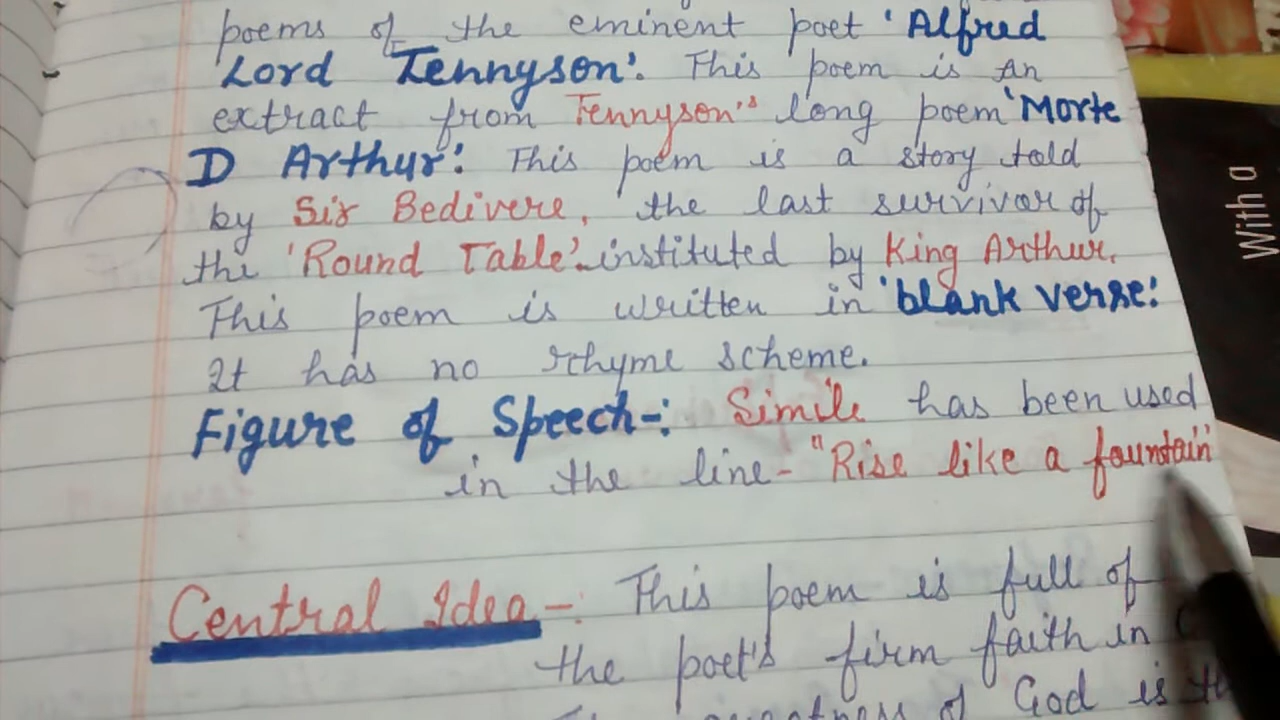 poems of the eminent poet 'Alfred
Lord Tennyson'. This poem is an
extract from Tennyson's long poem 'Morte
D Arthur'. This poem is a story told
by Sir Bedivere, the last survivor of
the 'Round Table' instituted by King Arthur.
This poem is written in 'blank verse'.
It has no rhyme scheme.
Figure of Speech-: Simile has been used
in the line- "Rise like a fountain"
Central Idea-: This poem is full of
the poet's firm faith in
of God is
With a